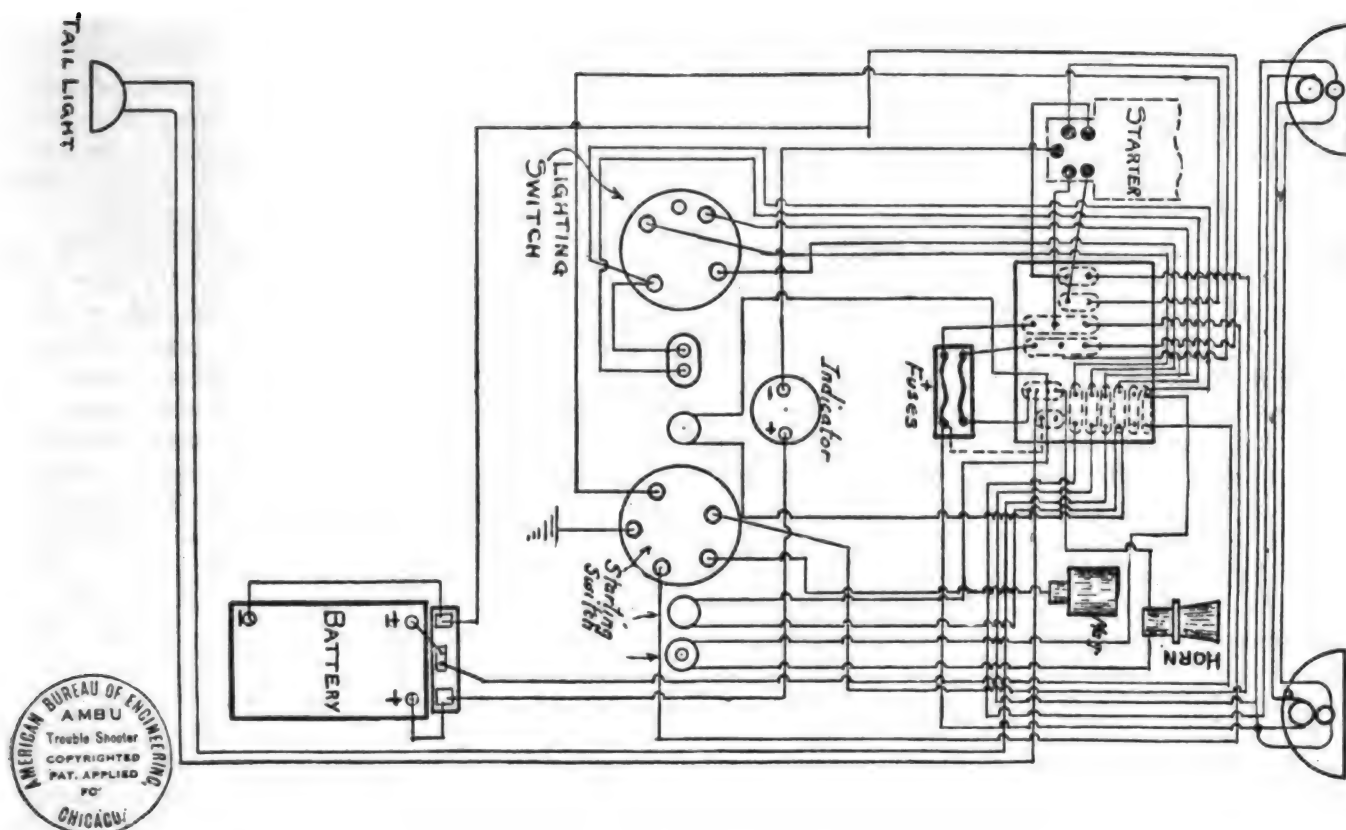 TAIL LIGHT
LIGHTING
SWITCH
STARTER
Indicator
-
+
+
Fuses
Starting
Switch
HORN
BATTERY
-
+
AMERICAN BUREAU OF ENGINEERING,
AMBU
Trouble Shooter
COPYRIGHTED
PAT. APPLIED
FO
CHICAGO.